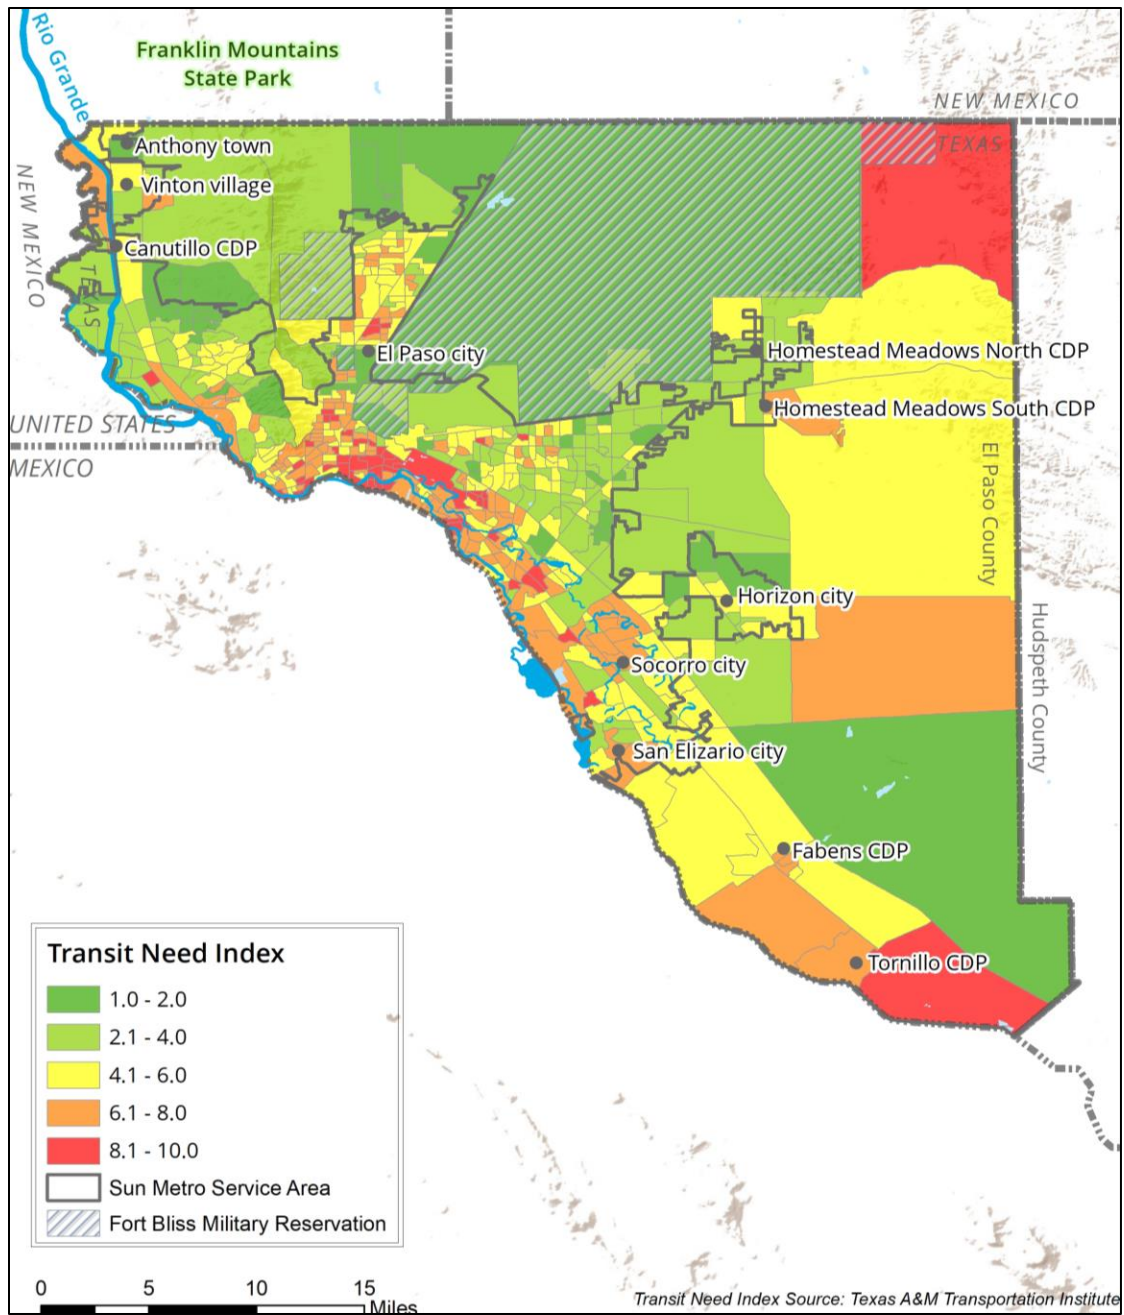 Rio Grande
Franklin Mountains
State Park
NEW MEXICO
TEXAS
Anthony town
Vinton village
NEW MEXICO
TEXAS
Canutillo CDP
El Paso city
Homestead Meadows North CDP
Homestead Meadows South CDP
UNITED STATES
MEXICO
El Paso County
Horizon city
Hudspeth County
Socorro city
San Elizario city
Fabens CDP
Tornillo CDP
Transit Need Index
1.0 - 2.0
2.1 - 4.0
4.1 - 6.0
6.1 - 8.0
8.1 - 10.0
Sun Metro Service Area
Fort Bliss Military Reservation
0 5 10 15
Miles
Transit Need Index Source: Texas A&M Transportation Institute